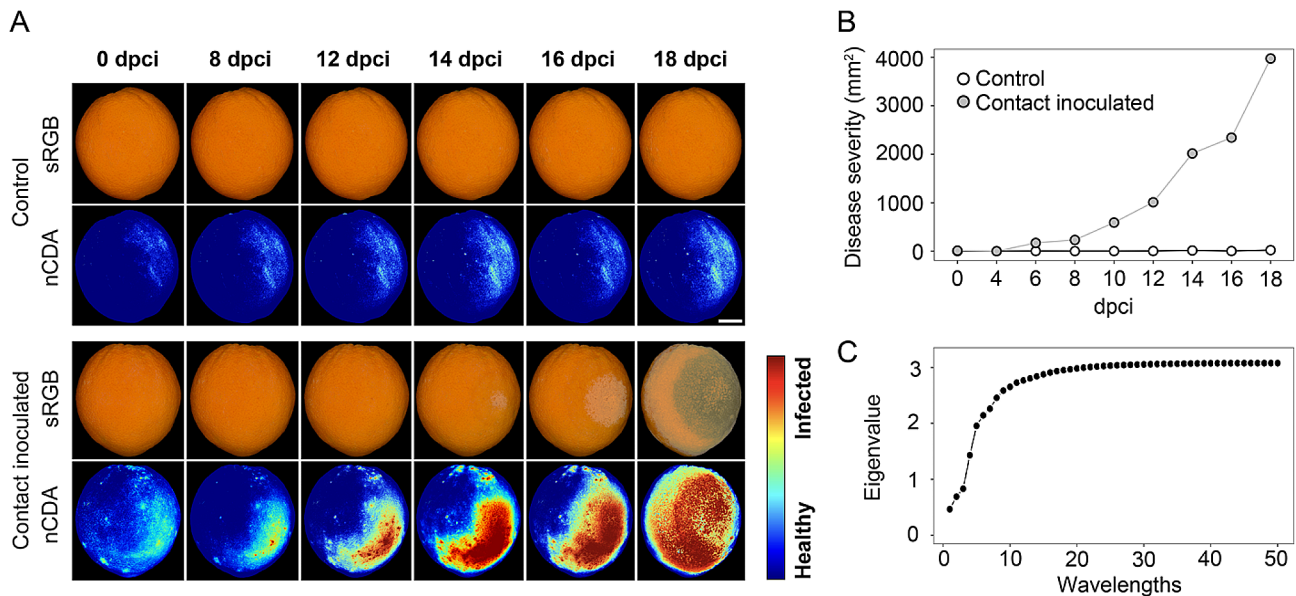 A
0 dpci 8 dpci 12 dpci 14 dpci 16 dpci 18 dpci
Control
sRGB
nCDA
Contact inoculated
sRGB
nCDA
Infected
Healthy
B
Disease severity (mm²)
4000
3000
2000
1000
0
Control
Contact inoculated
0 4 6 8 10 12 14 16 18
dpci
C
Eigenvalue
3
2
1
0
0 10 20 30 40 50
Wavelengths